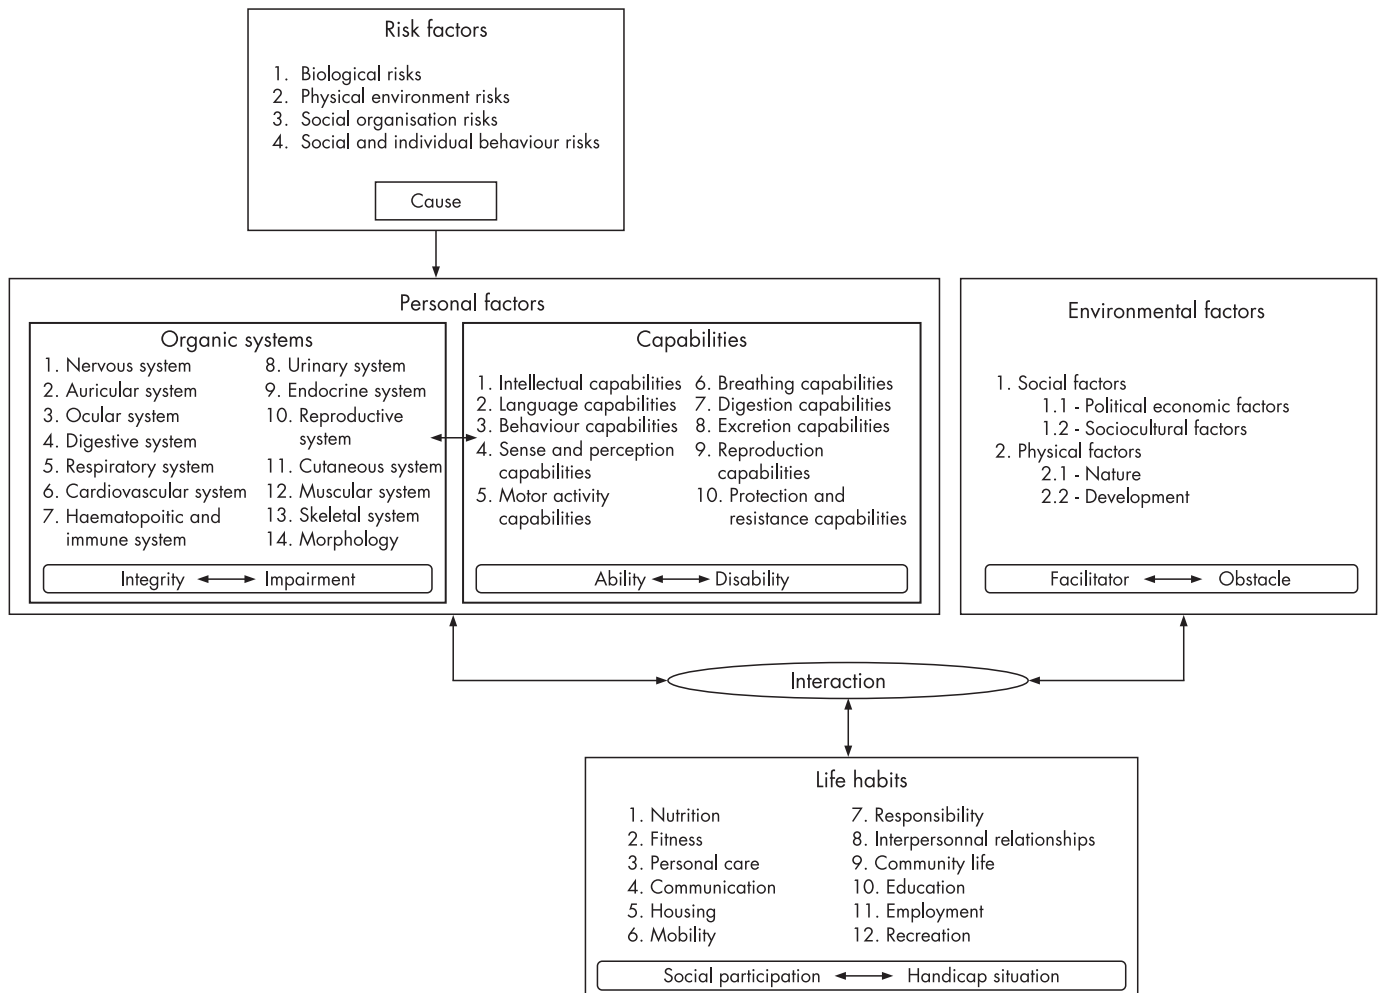 Risk factors
1. Biological risks
2. Physical environment risks
3. Social organisation risks
4. Social and individual behaviour risks
Cause
Personal factors
Organic systems
1. Nervous system
2. Auricular system
3. Ocular system
4. Digestive system
5. Respiratory system
6. Cardiovascular system
7. Haematopoitic and
immune system
8. Urinary system
9. Endocrine system
10. Reproductive
system
11. Cutaneous system
12. Muscular system
13. Skeletal system
14. Morphology
Integrity Impairment
Capabilities
1. Intellectual capabilities
2. Language capabilities
3. Behaviour capabilities
4. Sense and perception
capabilities
5. Motor activity
capabilities
6. Breathing capabilities
7. Digestion capabilities
8. Excretion capabilities
9. Reproduction
capabilities
10. Protection and
resistance capabilities
Ability Disability
Environmental factors
1. Social factors
1.1 - Political economic factors
1.2 - Sociocultural factors
2. Physical factors
2.1 - Nature
2.2 - Development
Facilitator Obstacle
Interaction
Life habits
1. Nutrition
2. Fitness
3. Personal care
4. Communication
5. Housing
6. Mobility
7. Responsibility
8. Interpersonnal relationships
9. Community life
10. Education
11. Employment
12. Recreation
Social participation Handicap situation